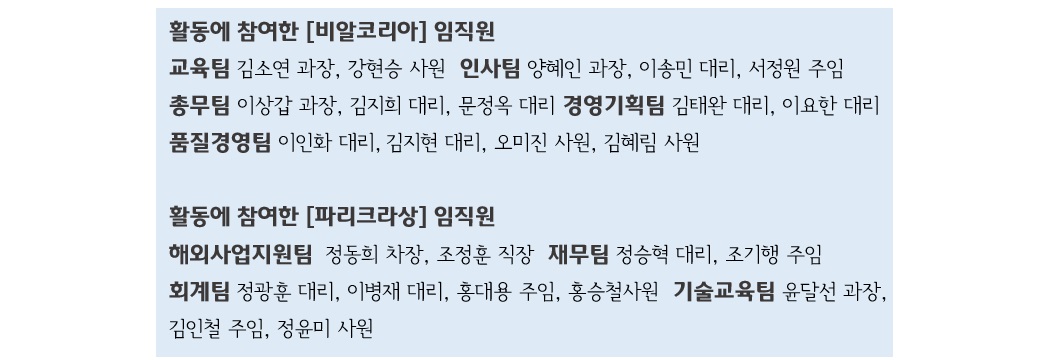 활동에 참여한 [비알코리아] 임직원
교육팀 김소연 과장, 강현승 사원 인사팀 양혜인 과장, 이송민 대리, 서정원 주임
총무팀 이상갑 과장, 김지희 대리, 문정옥 대리 경영기획팀 김태완 대리, 이요한 대리
품질경영팀 이인화 대리, 김지현 대리, 오미진 사원, 김혜림 사원
활동에 참여한 [파리크라상] 임직원
해외사업지원팀 정동희 차장, 조정훈 직장 재무팀 정승혁 대리, 조기행 주임
회계팀 정광훈 대리, 이병재 대리, 홍대용 주임, 홍승철사원 기술교육팀 윤달선 과장,
김인철 주임, 정윤미 사원